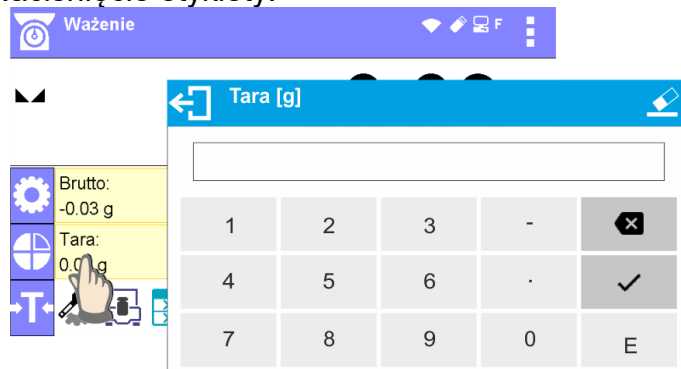 Ważenie
F
Tara [g]
Brutto:
-0.03 g
Tara:
g
T
1 2 3 -
4 5 6 .
7 8 9 0 E